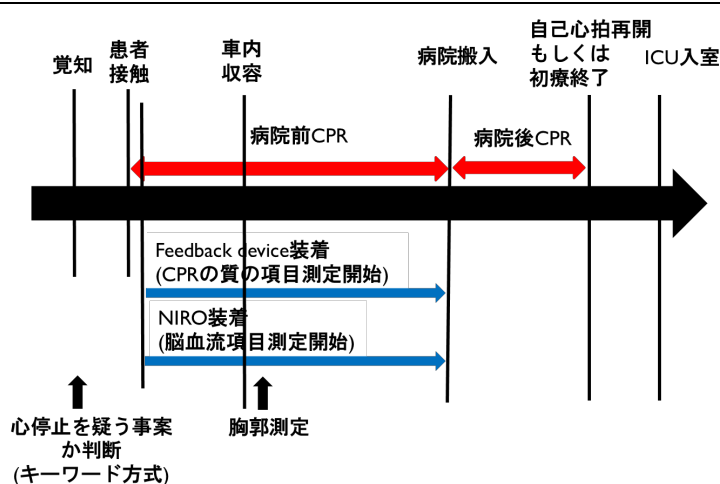 覚知
患者
接触
車内
収容
病院搬入
自己心拍再開
もしくは
初療終了
ICU入室
病院前CPR
病院後CPR
Feedback device装着
(CPRの質の項目測定開始)
NIRO装着
(脳血流項目測定開始)
心停止を疑う事案
か判断
(キーワード方式)
胸郭測定